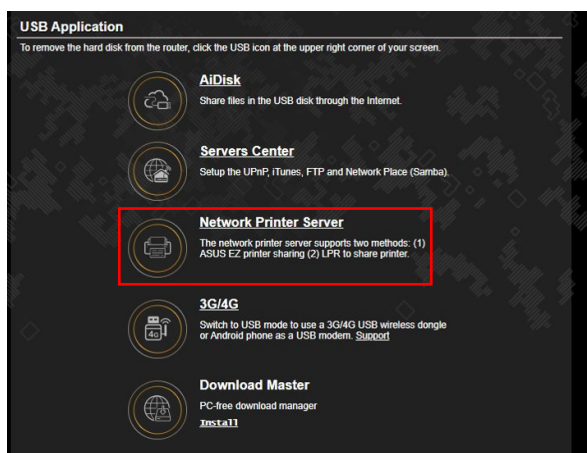 USB Application
To remove the hard disk from the router, click the USB icon at the upper right corner of your screen.
AiDisk
Share files in the USB disk through the Internet.
Servers Center
Setup the UPnP, iTunes, FTP and Network Place (Samba).
Network Printer Server
The network printer server supports two methods: (1)
ASUS EZ printer sharing (2) LPR to share printer.
4G
3G/4G
Switch to USB mode to use a 3G/4G USB wireless dongle
or Android phone as a USB modem. Support
Download Master
PC-free download manager
Install